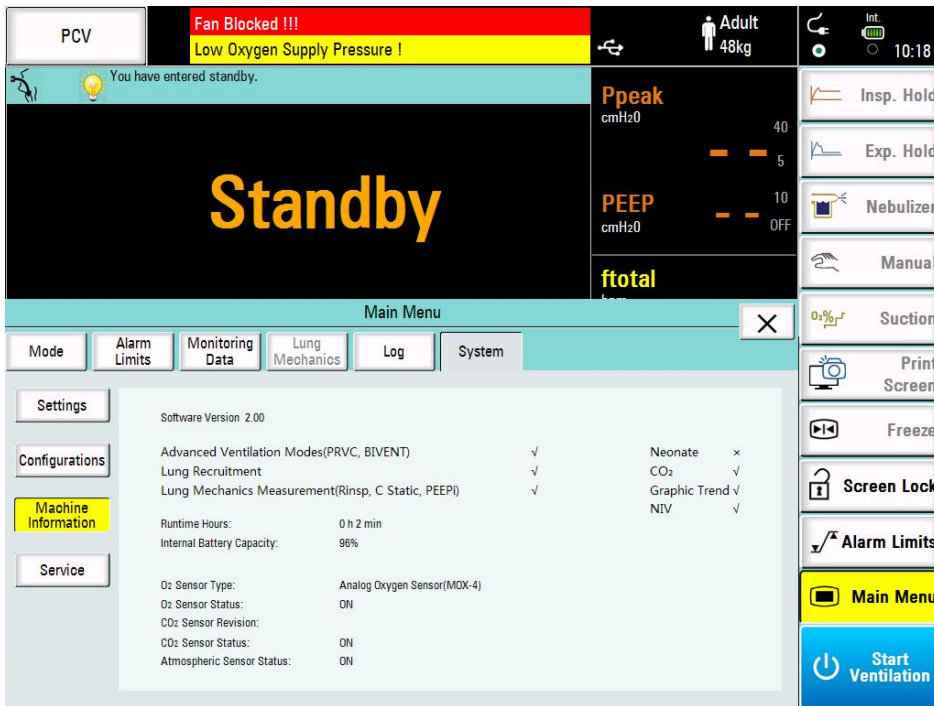 PCV
Fan Blocked !!!
Low Oxygen Supply Pressure !
Adult
48kg
Int.
10:18
You have entered standby.
Standby
Ppeak
cmH20
40
5
PEEP
cmH20
10
OFF
ftotal
Main Menu
Mode
Alarm Limits
Monitoring Data
Lung Mechanics
Log
System
Settings
Configurations
Machine Information
Service
Software Version 2.00
Advanced Ventilation Modes(PRVC, BIVENT) √
Lung Recruitment √
Lung Mechanics Measurement(Rinsp, C Static, PEEPi) √
Neonate ×
CO₂ √
Graphic Trend √
NIV √
Runtime Hours: 0 h 2 min
Internal Battery Capacity: 96%
O₂ Sensor Type: Analog Oxygen Sensor(MOX-4)
O₂ Sensor Status: ON
CO₂ Sensor Revision:
CO₂ Sensor Status: ON
Atmospheric Sensor Status: ON
Insp. Hold
Exp. Hold
Nebulizer
Manual
O₂%
Suction
Print
Screen
Freeze
Screen Lock
Alarm Limits
Main Menu
Start
Ventilation